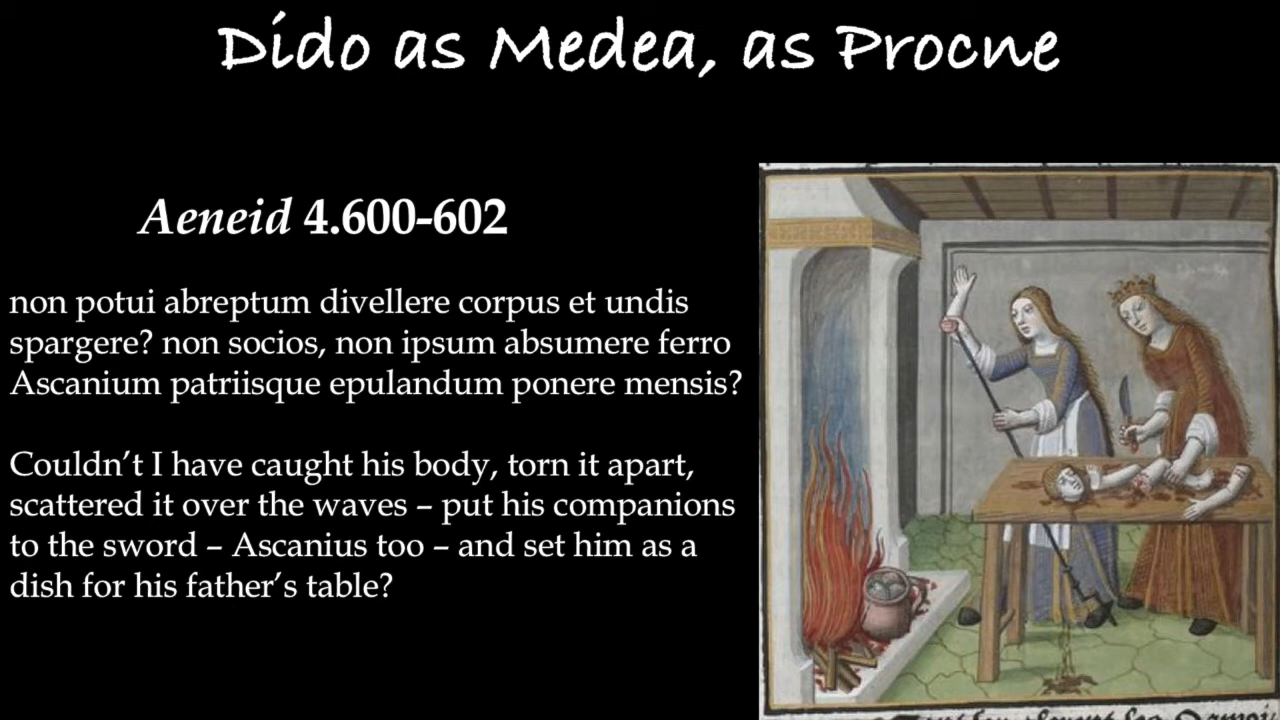 Dido as Medea, as Procne
Aeneid 4.600-602
non potui abreptum divellere corpus et undis
spargere? non socios, non ipsum absumere ferro
Ascanium patriisque epulandum ponere mensis?
Couldn’t I have caught his body, torn it apart,
scattered it over the waves – put his companions
to the sword – Ascanius too – and set him as a
dish for his father’s table?